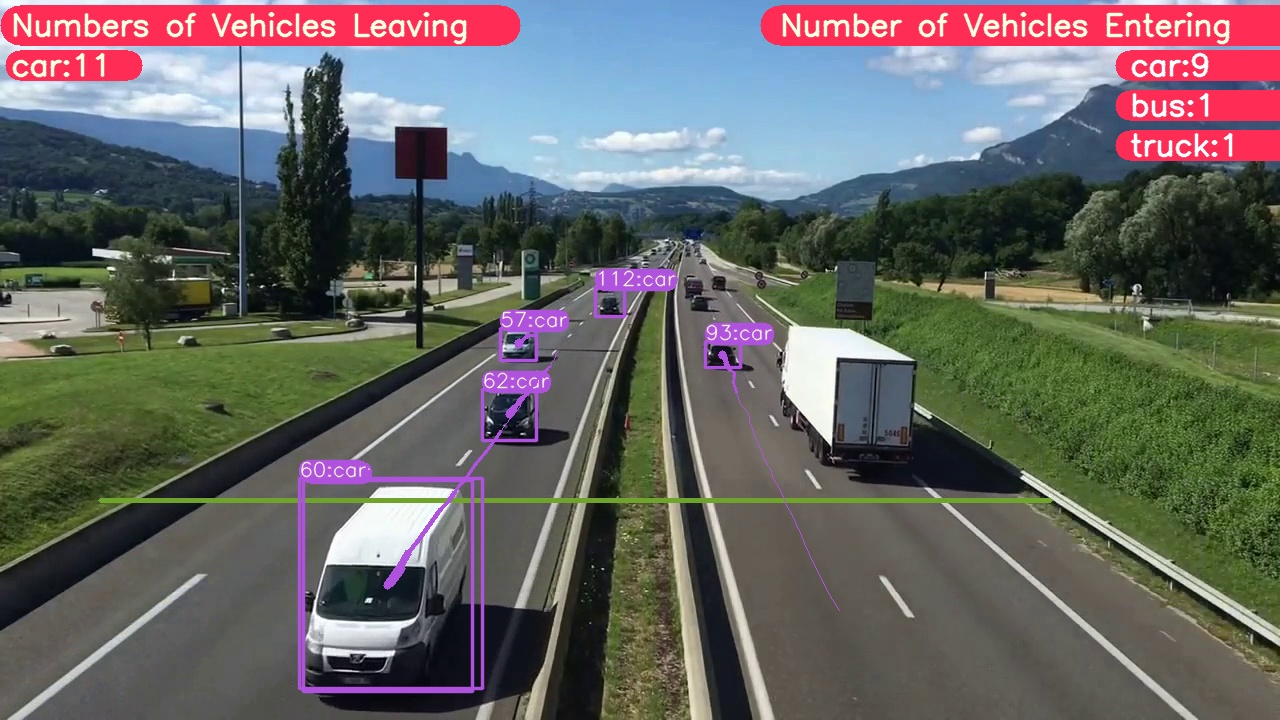 Numbers of Vehicles Leaving
Number of Vehicles Entering
car:11
car:9
bus:1
truck:1
112:car
57:car
93:car
62:car
60:car